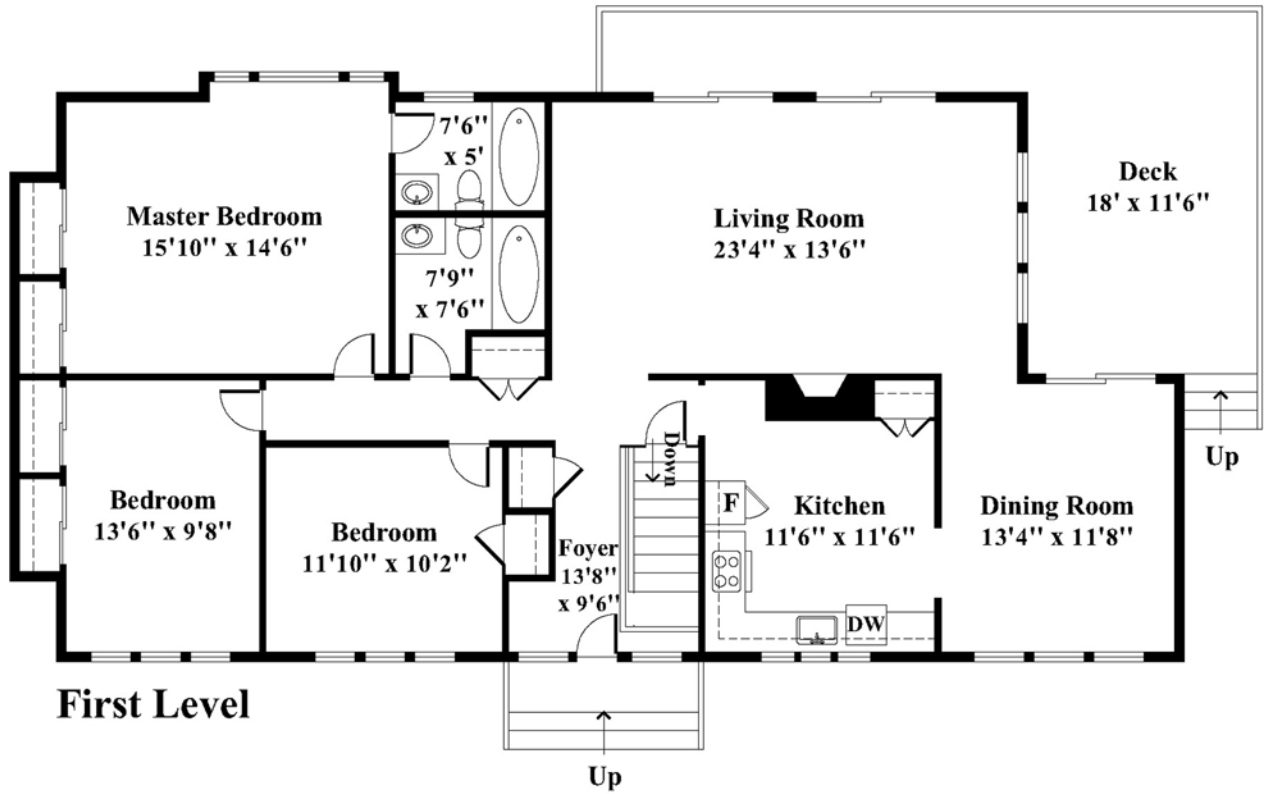 7'6"
x 5'
Master Bedroom
15'10" x 14'6"
7'9"
x 7'6"
Living Room
23'4" x 13'6"
Deck
18' x 11'6"
Up
Bedroom
13'6" x 9'8"
Bedroom
11'10" x 10'2"
Foyer
13'8"
x 9'6"
Down
F
Kitchen
11'6" x 11'6"
DW
Dining Room
13'4" x 11'8"
First Level
Up